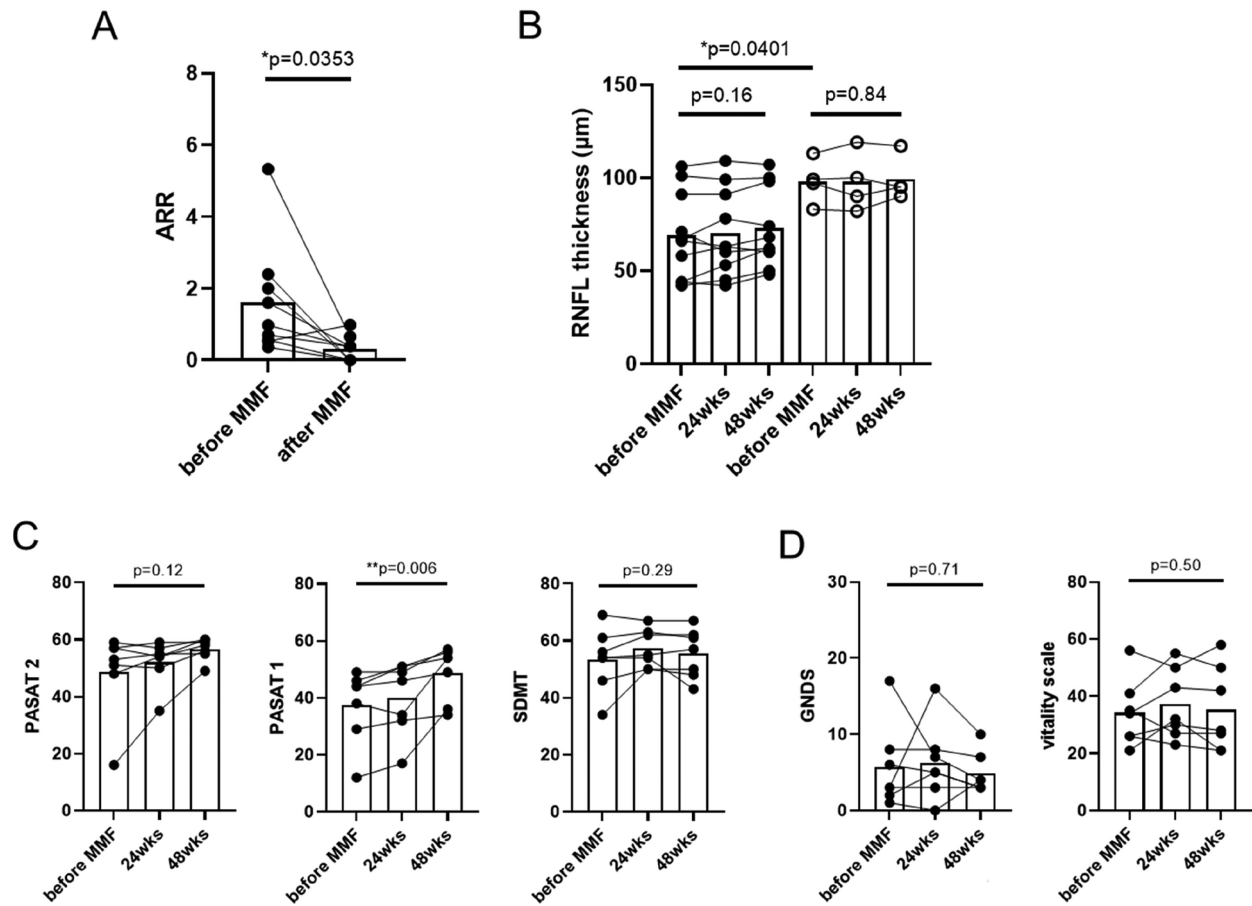 A
*p=0.0353
8
6
4
2
0
ARR
before MMF
after MMF
B
*p=0.0401
p=0.16
p=0.84
150
100
50
0
RNFL thickness (μm)
before MMF
24wks
48wks
before MMF
24wks
48wks
C
p=0.12
80
60
40
20
0
PASAT 2
before MMF
24wks
48wks
**p=0.006
80
60
40
20
0
PASAT 1
before MMF
24wks
48wks
p=0.29
80
60
40
20
0
SDMT
before MMF
24wks
48wks
D
p=0.71
30
20
10
0
GNDS
before MMF
24wks
48wks
p=0.50
80
60
40
20
0
vitality scale
before MMF
24wks
48wks